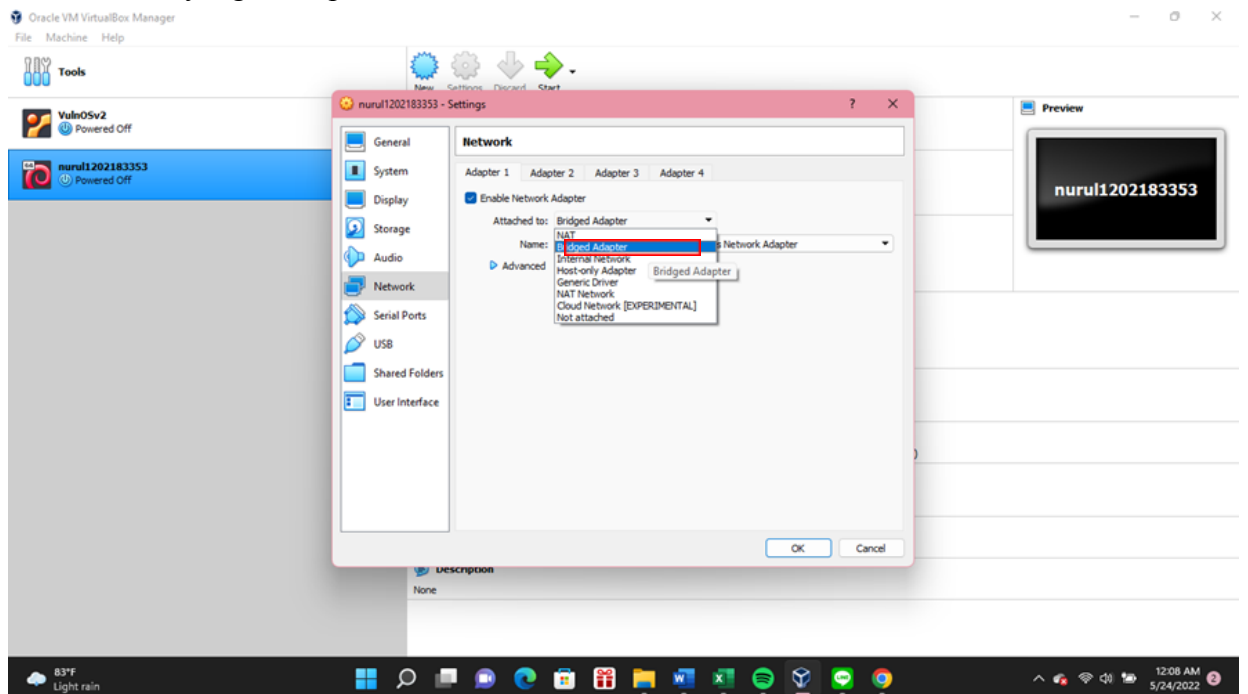 Oracle VM VirtualBox Manager
File Machine Help
Tools
New Settings Discard Start
VulnOSv2
Powered Off
nurul1202183353
Powered Off
nurul1202183353 - Settings
General
System
Display
Storage
Audio
Network
Serial Ports
USB
Shared Folders
User Interface
Network
Adapter 1 Adapter 2 Adapter 3 Adapter 4
Enable Network Adapter
Attached to: Bridged Adapter
Name: s Network Adapter
Advanced
NAT
Bridged Adapter
Internal Network
Host-only Adapter
Generic Driver
NAT Network
Cloud Network [EXPERIMENTAL]
Not attached
Bridged Adapter
OK Cancel
Preview
nurul1202183353
Description
None
83°F
Light rain
12:08 AM
5/24/2022
2